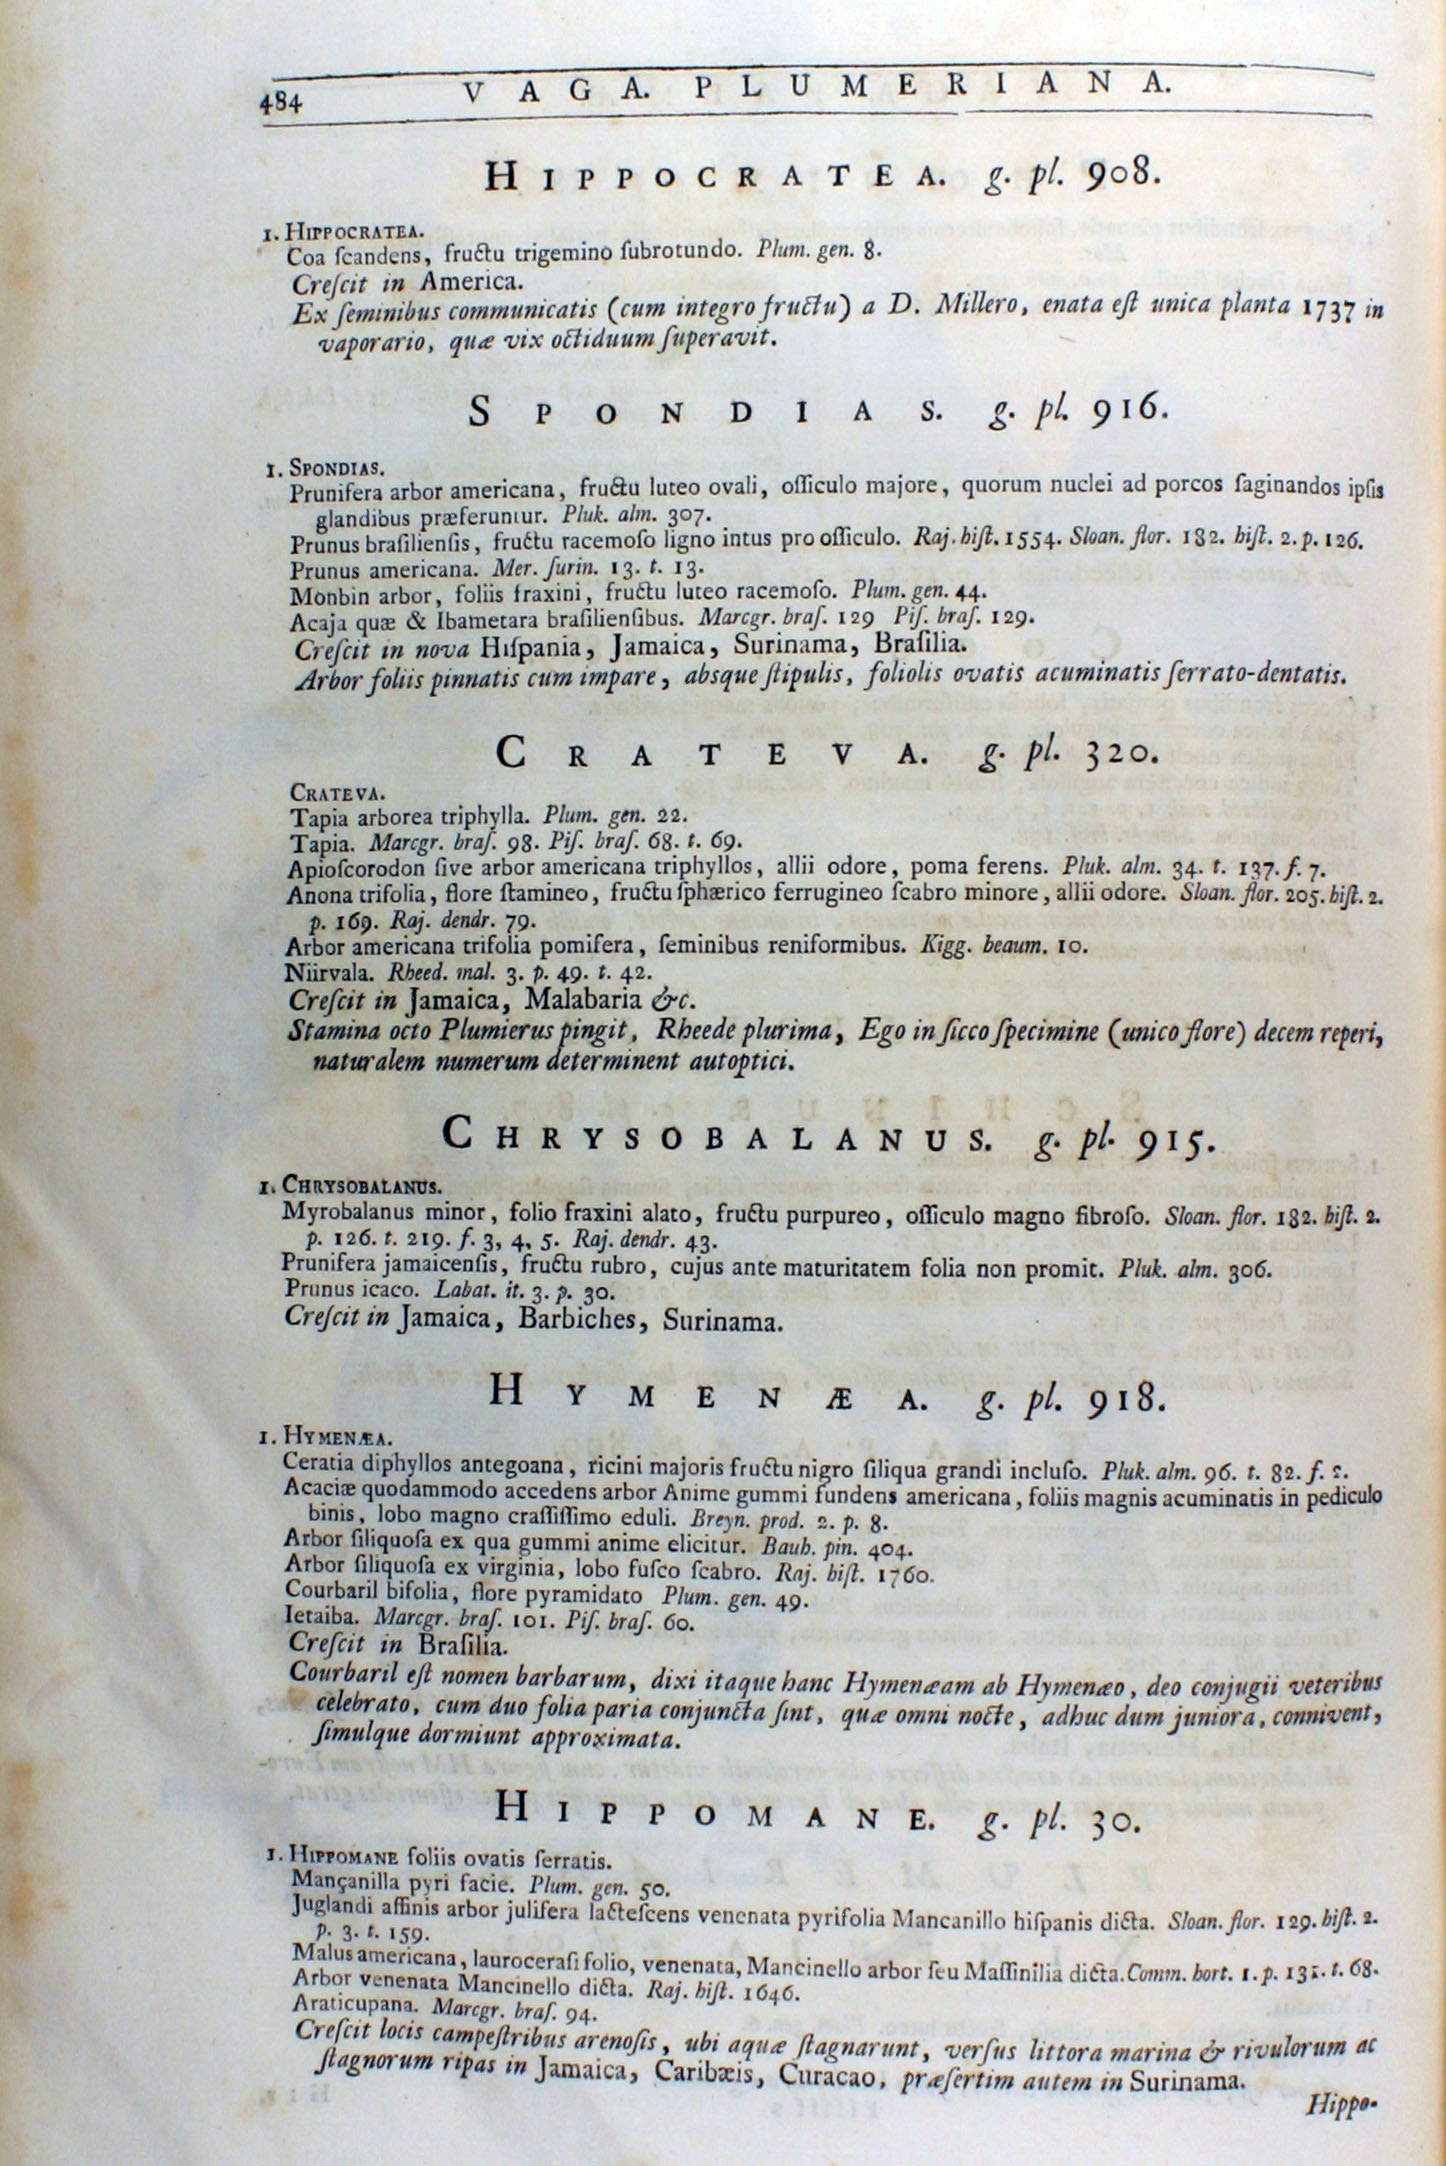 484 VAGA. PLUMERIANA.
HIPPOCRATEA. g. pl. 908.
1. HIPPOCRATEA.
Coa ſcandens, fructu trigemino ſubrotundo. Plum. gen. 8.
Creſcit in America.
Ex ſeminibus communicatis (cum integro fructu) a D. Millero, enata eſt unica planta 1737 in
vaporario, quæ vix octiduum ſuperavit.
SPONDIAS. g. pl. 916.
1. SPONDIAS.
Prunifera arbor americana, fructu luteo ovali, oſſiculo majore, quorum nuclei ad porcos ſaginandos ipſis
glandibus præferuntur. Pluk. alm. 307.
Prunus braſilienſis, fructu racemoſo ligno intus pro oſſiculo. Raj. hiſt. 1554. Sloan. flor. 182. hiſt. 2. p. 126.
Prunus americana. Mer. ſurin. 13. t. 13.
Monbin arbor, foliis fraxini, fructu luteo racemoſo. Plum. gen. 44.
Acaja quæ & Ibametara braſilienſibus. Marcgr. braſ. 129 Piſ. braſ. 129.
Creſcit in nova Hiſpania, Jamaica, Surinama, Braſilia.
Arbor foliis pinnatis cum impare, absque ſtipulis, foliolis ovatis acuminatis ſerrato-dentatis.
CRATEVA. g. pl. 320.
CRATEVA.
Tapia arborea triphylla. Plum. gen. 22.
Tapia. Marcgr. braſ. 98. Piſ. braſ. 68. t. 69.
Apioſcorodon ſive arbor americana triphyllos, allii odore, poma ferens. Pluk. alm. 34. t. 137. f. 7.
Anona trifolia, flore ſtamineo, fructu ſphærico ferrugineo ſcabro minore, allii odore. Sloan. flor. 205. hiſt. 2.
p. 169. Raj. dendr. 79.
Arbor americana trifolia pomifera, ſeminibus reniformibus. Kigg. beaum. 10.
Niirvala. Rheed. mal. 3. p. 49. t. 42.
Creſcit in Jamaica, Malabaria &c.
Stamina octo Plumierus pingit, Rheede plurima, Ego in ſicco ſpecimine (unico flore) decem reperi,
naturalem numerum determinent autoptici.
CHRYSOBALANUS. g. pl. 915.
1. CHRYSOBALANUS.
Myrobalanus minor, folio fraxini alato, fructu purpureo, oſſiculo magno fibroſo. Sloan. flor. 182. hiſt. 2.
p. 126. t. 219. f. 3, 4, 5. Raj. dendr. 43.
Prunifera jamaicenſis, fructu rubro, cujus ante maturitatem folia non promit. Pluk. alm. 306.
Prunus icaco. Labat. it. 3. p. 30.
Creſcit in Jamaica, Barbiches, Surinama.
HYMENÆA. g. pl. 918.
1. HYMENÆA.
Ceratia diphyllos antegoana, ricini majoris fructu nigro ſiliqua grandi incluſo. Pluk. alm. 96. t. 82. f.
Acaciæ quodammodo accedens arbor Anime gummi fundens americana, foliis magnis acuminatis in pediculo
binis, lobo magno craſſiſſimo eduli. Breyn. prod. 2. p. 8.
Arbor ſiliquoſa ex qua gummi anime elicitur. Bauh. pin. 404.
Arbor ſiliquoſa ex virginia, lobo fuſco ſcabro. Raj. hiſt. 1760.
Courbaril bifolia, flore pyramidato Plum. gen. 49.
Ietaiba. Marcgr. braſ. 101. Piſ. braſ. 60.
Creſcit in Braſilia.
Courbaril eſt nomen barbarum, dixi itaque hanc Hymenæam ab Hymenæo, deo conjugii veteribus
celebrato, cum duo folia paria conjuncta ſint, quæ omni nocte, adhuc dum juniora, connivent,
ſimulque dormiunt approximata.
HIPPOMANE. g. pl. 30.
1. HIPPOMANE foliis ovatis ſerratis.
Mançanilla pyri facie. Plum. gen. 50.
Juglandi affinis arbor julifera lacteſcens venenata pyrifolia Mancanillo hiſpanis dicta. Sloan. flor. 129. hiſt. 2.
p. 3. t. 159.
Malus americana, lauroceraſi folio, venenata, Mancinello arbor ſeu Maſſinilia dicta. Comm. hort. 1. p. 131. t. 68.
Arbor venenata Mancinello dicta. Raj. hiſt. 1646.
Araticupana. Marcgr. braſ. 94.
Creſcit locis campeſtribus arenoſis, ubi aquæ ſtagnarunt, verſus littora marina & rivulorum ac
ſtagnorum ripas in Jamaica, Caribæis, Curacao, præſertim autem in Surinama.
Hippo-